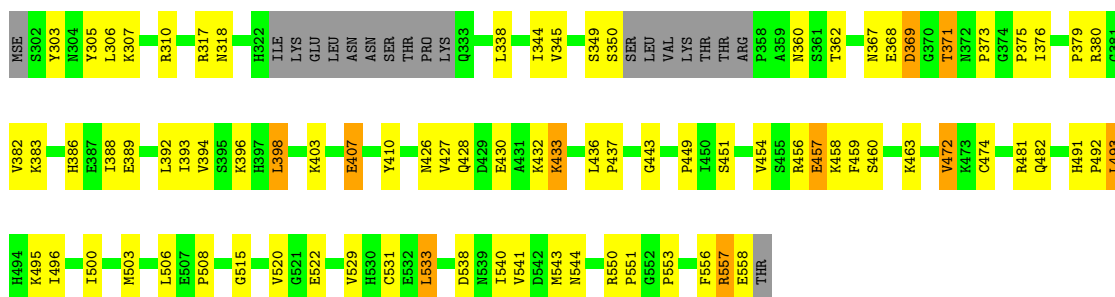 MSE S302 Y303 N304 Y305 L306 K307 R310 R317 N318 H322 ILE LYS GLU LEU ASN ASN SER THR PRO LYS Q333 L338 I344 V345 S349 S350 SER LEU VAL LYS THR THR ARG P358 A359 N360 S361 T362 N367 E368 D369 G370 T371 N372 P373 G374 P375 I376 P379 R380 G381
V382 K383 H386 E387 I388 E389 L392 I393 V394 S395 K396 H397 L398 K403 E407 Y410 N426 V427 Q428 D429 E430 A431 K432 K433 L436 P437 G443 P449 I450 S451 V454 S455 R456 E457 K458 F459 S460 K463 V472 K473 C474 R481 Q482 H491 P492 L493
H494 K495 I496 I500 M503 L506 E507 P508 G515 V520 G521 E522 V529 H530 C531 E532 L533 D538 N539 I540 V541 D542 M543 N544 R550 P551 G552 P553 F556 R557 E558 THR